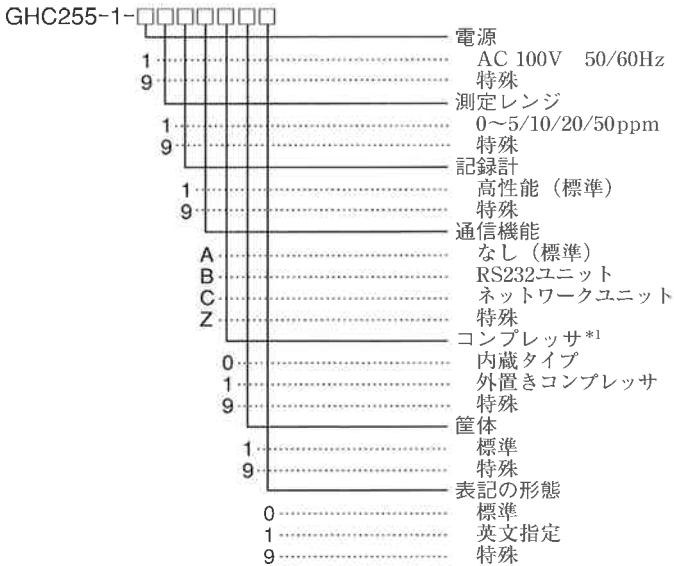 GHC255-1-□□□□□□□
電源
1 AC 100V 50/60Hz
9 特殊
測定レンジ
1 0～5/10/20/50ppm
9 特殊
記録計
1 高性能（標準）
9 特殊
通信機能
A なし（標準）
B RS232ユニット
C ネットワークユニット
Z 特殊
コンプレッサ*1
0 内蔵タイプ
1 外置きコンプレッサ
9 特殊
筐体
1 標準
9 特殊
表記の形態
0 標準
1 英文指定
9 特殊